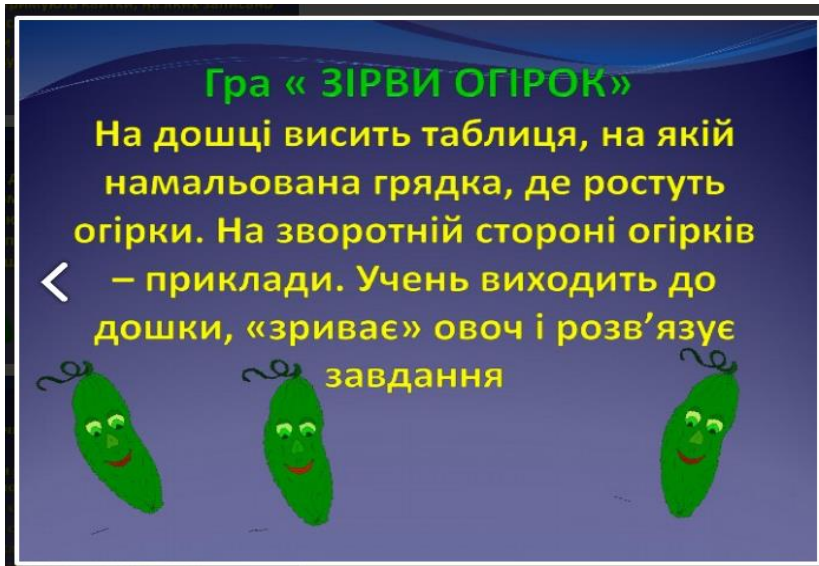 Гра « ЗІРВИ ОГІРОК»
На дошці висить таблиця, на якій
намальована грядка, де ростуть
огірки. На зворотній стороні огірків
– приклади. Учень виходить до
дошки, «зриває» овоч і розв’язує
завдання